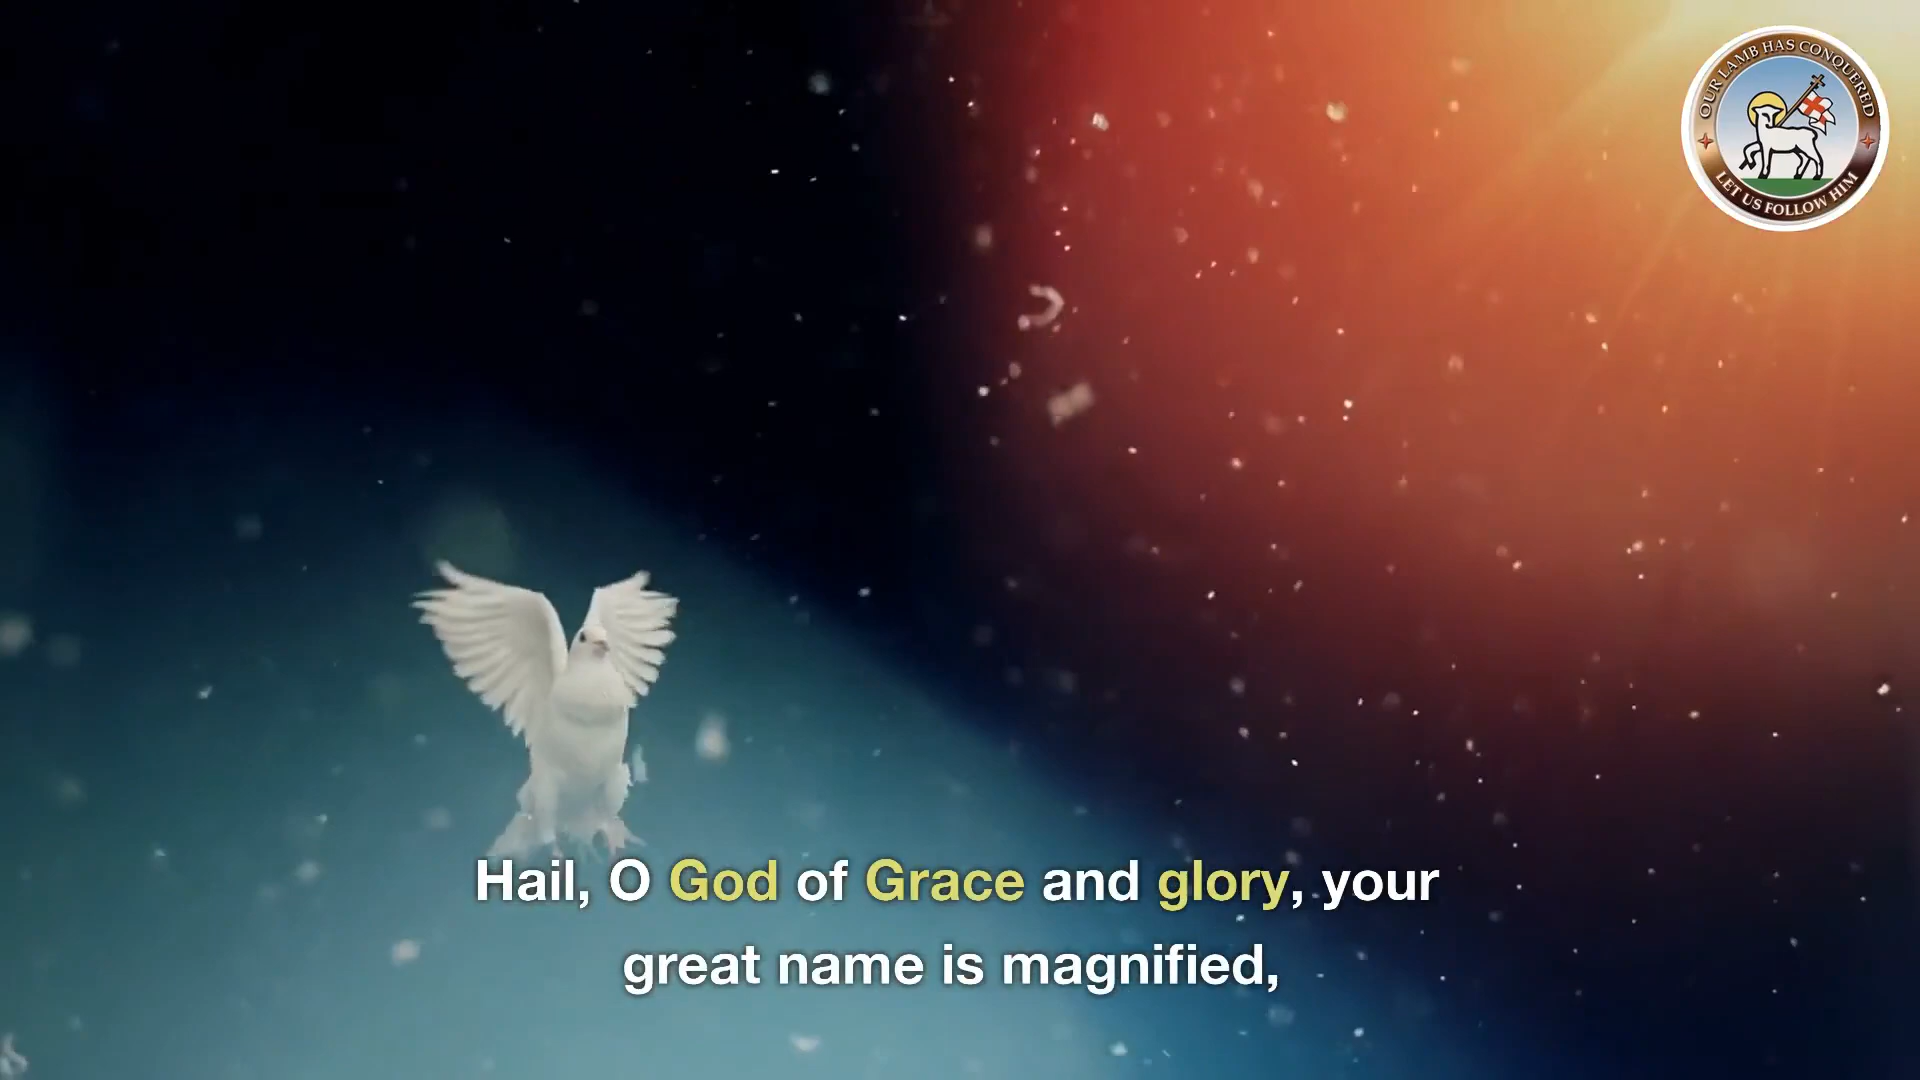 OUR LAMB HAS CONQUERED
LET US FOLLOW HIM
Hail, O God of Grace and glory, your
great name is magnified,